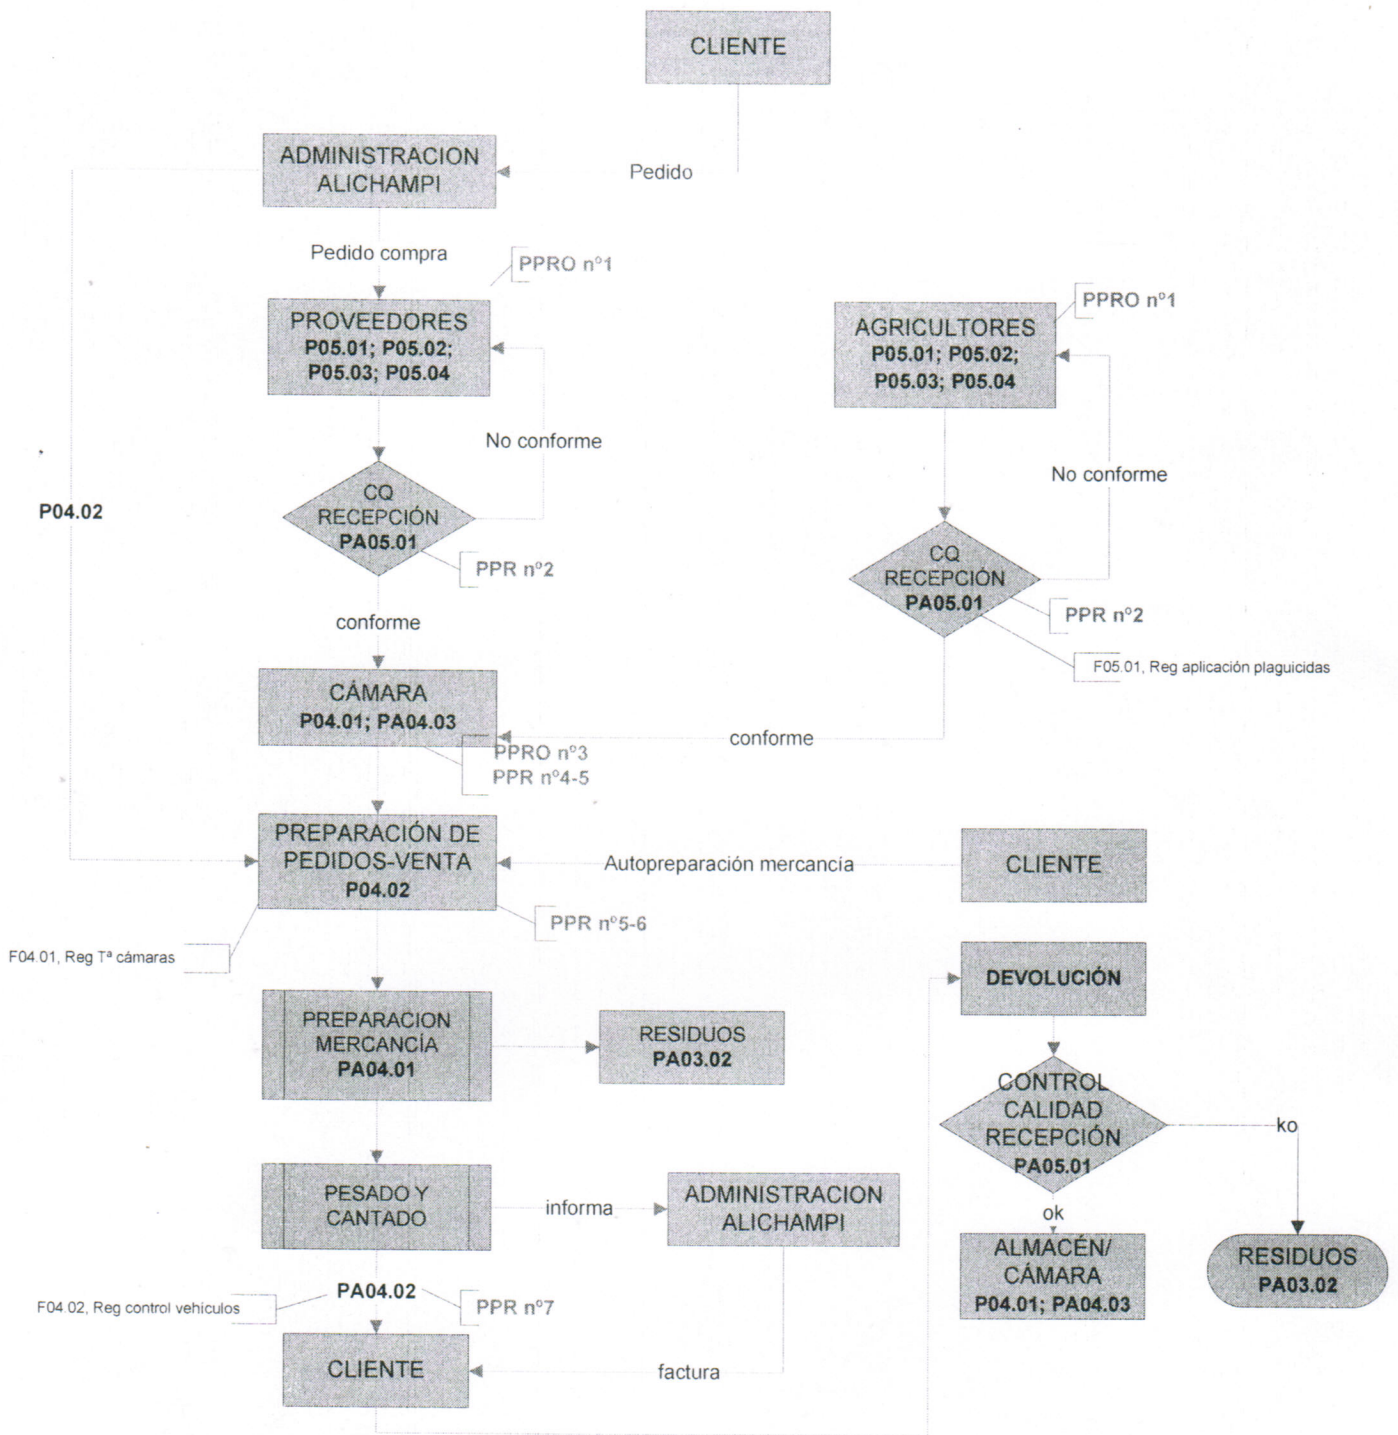 CLIENTE
ADMINISTRACION
ALICHAMPI
Pedido
Pedido compra
PPRO nº1
PROVEEDORES
P05.01; P05.02;
P05.03; P05.04
PPRO nº1
AGRICULTORES
P05.01; P05.02;
P05.03; P05.04
No conforme
No conforme
P04.02
CQ
RECEPCIÓN
PA05.01
PPR nº2
CQ
RECEPCIÓN
PA05.01
PPR nº2
F05.01, Reg aplicación plaguicidas
conforme
CÁMARA
P04.01; PA04.03
conforme
PPRO nº3
PPR nº4-5
PREPARACIÓN DE
PEDIDOS-VENTA
P04.02
Autopreparación mercancía
CLIENTE
PPR nº5-6
F04.01, Reg Tª cámaras
DEVOLUCIÓN
PREPARACION
MERCANCÍA
PA04.01
RESIDUOS
PA03.02
CONTROL
CALIDAD
RECEPCIÓN
PA05.01
ko
PESADO Y
CANTADO
informa
ADMINISTRACION
ALICHAMPI
ok
ALMACÉN/
CÁMARA
P04.01; PA04.03
RESIDUOS
PA03.02
PA04.02
F04.02, Reg control vehículos
PPR nº7
CLIENTE
factura